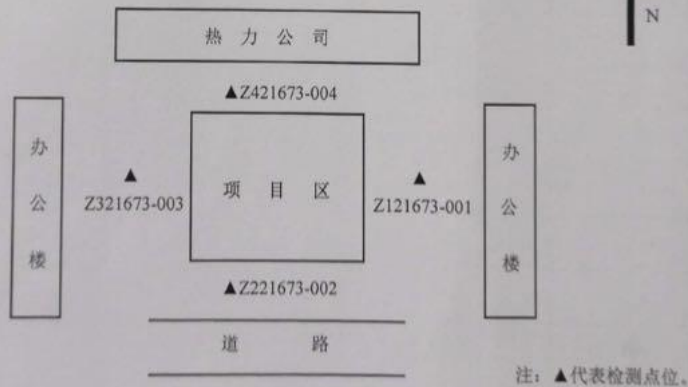 N
热力公司
▲Z421673-004
办公楼
▲
Z321673-003
项目区
▲
Z121673-001
办公楼
▲Z221673-002
道路
注：▲代表检测点位。